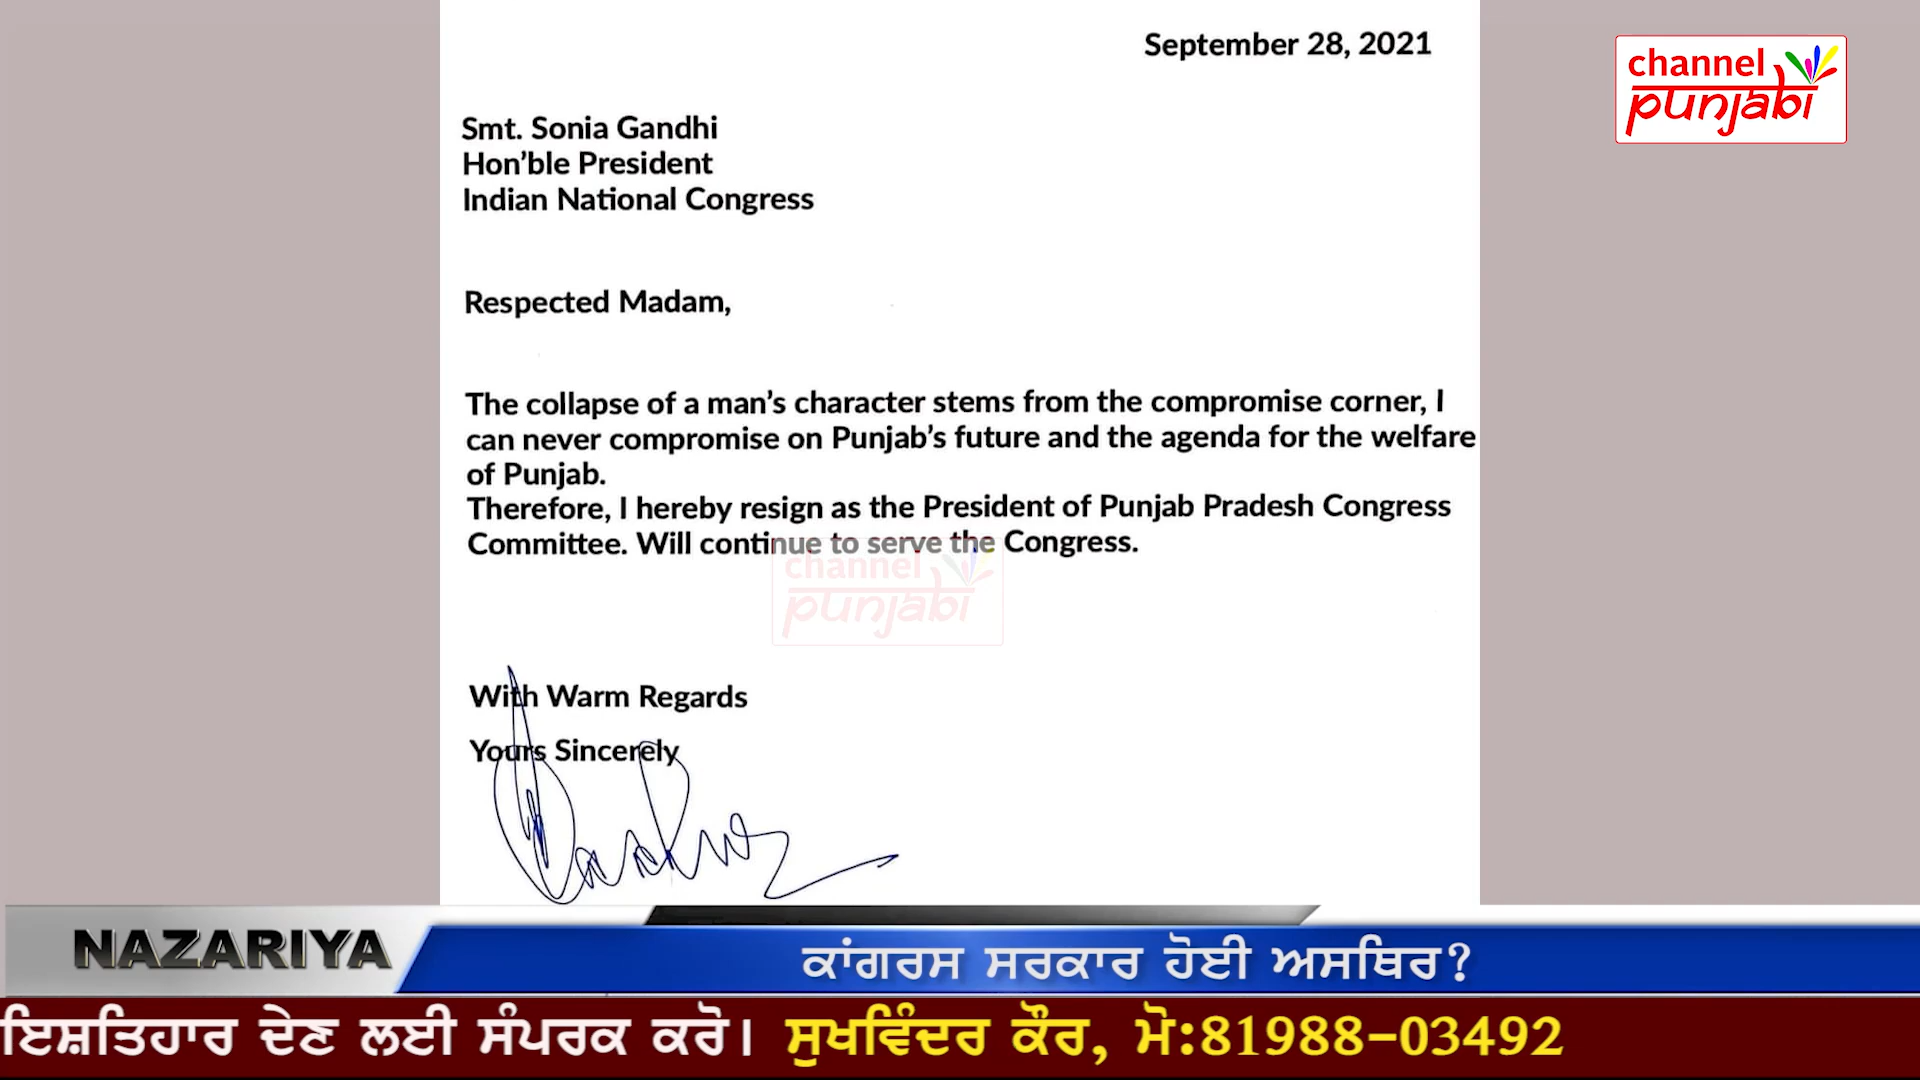 September 28, 2021
channel
punjabi
Smt. Sonia Gandhi
Hon'ble President
Indian National Congress
Respected Madam,
The collapse of a man's character stems from the compromise corner, I
can never compromise on Punjab's future and the agenda for the welfare
of Punjab.
Therefore, I hereby resign as the President of Punjab Pradesh Congress
Committee. Will continue to serve the Congress.
channel
punjabi
With Warm Regards
Yours Sincerely
NAZARIYA
ਕਾਂਗਰਸ ਸਰਕਾਰ ਹੋਈ ਅਸਥਿਰ?
ਇਸ਼ਤਿਹਾਰ ਦੇਣ ਲਈ ਸੰਪਰਕ ਕਰੋ। ਸੁਖਵਿੰਦਰ ਕੌਰ, ਮੋ:81988-03492